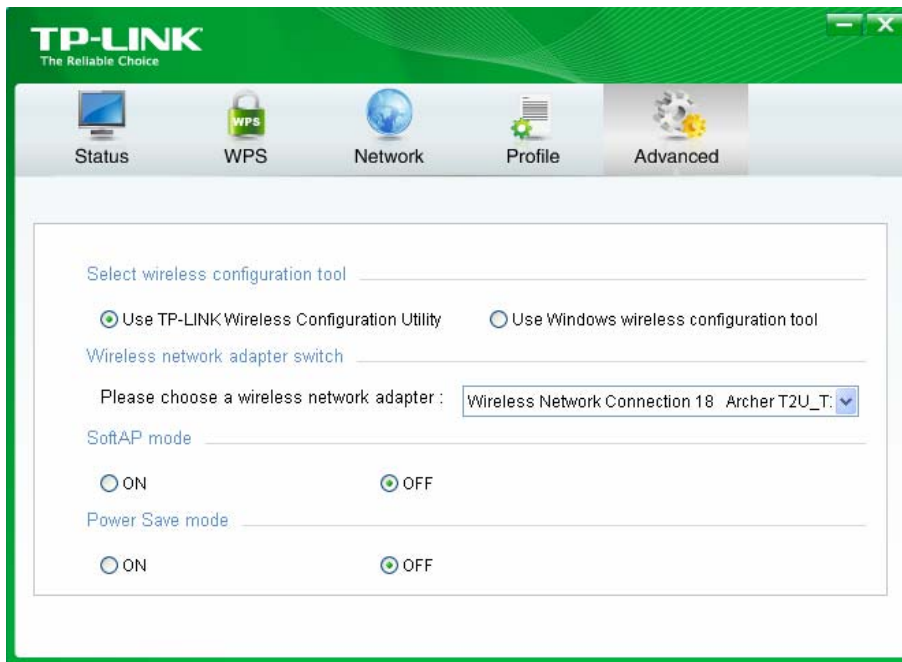 TP-LINK
The Reliable Choice
Status
WPS
WPS
Network
Profile
Advanced
Select wireless configuration tool
Use TP-LINK Wireless Configuration Utility
Use Windows wireless configuration tool
Wireless network adapter switch
Please choose a wireless network adapter :
Wireless Network Connection 18 Archer T2U_T
SoftAP mode
ON
OFF
Power Save mode
ON
OFF